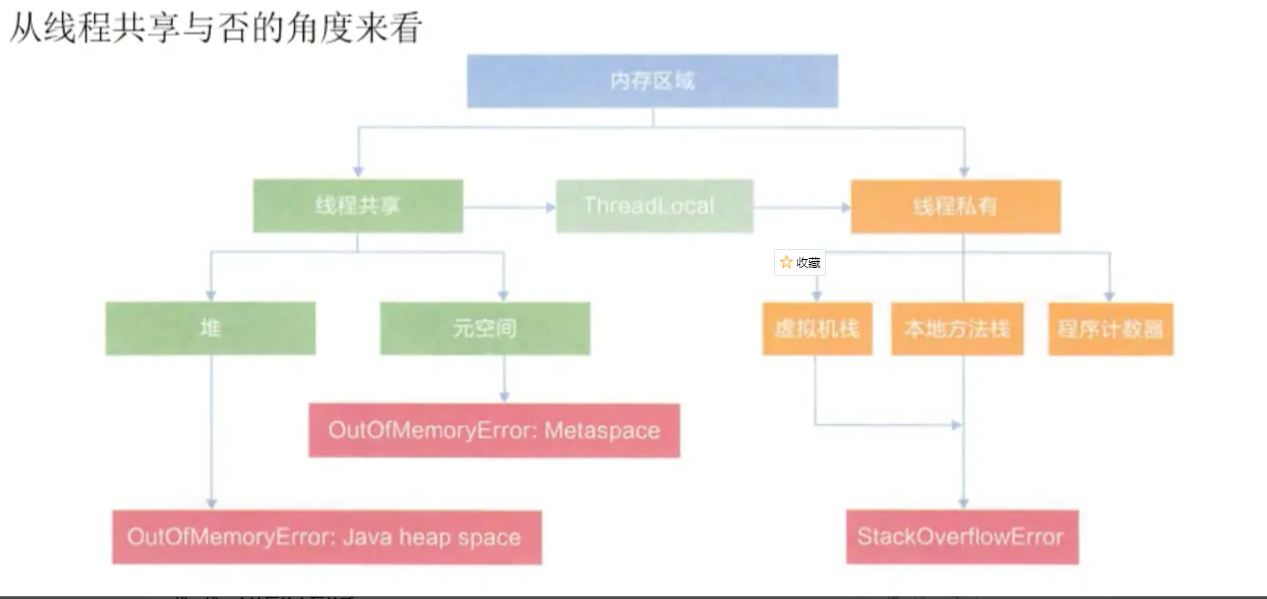 从线程共享与否的角度来看
内存区域
线程共享
ThreadLocal
线程私有
收藏
堆
元空间
虚拟机栈
本地方法栈
程序计数器
OutOfMemoryError: Metaspace
OutOfMemoryError: Java heap space
StackOverflowError